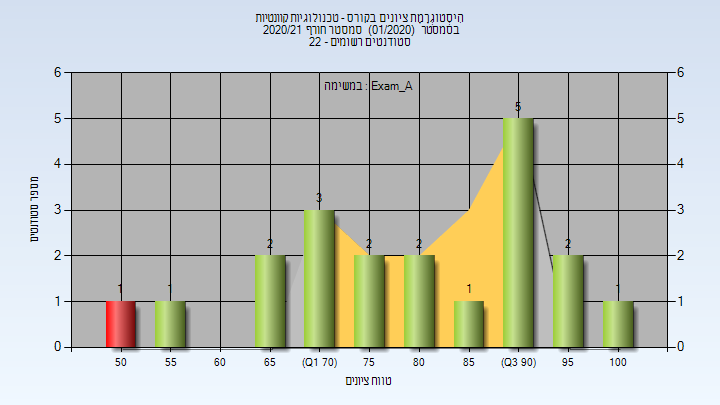 היסטוגרמת ציונים בקורס - טכנולוגיות קוונטיות
בסמסטר (01/2020) סמסטר חורף 2020/21
סטודנטים רשומים - 22
במשימה : Exam_A
6 6
5 5 5
4 4
3 3 3
2 2 2 2 2 2
1 1 1 1 1 1
0 0
50 55 60 65 (Q1 70) 75 80 85 (Q3 90) 95 100
מספר סטודנטים
טווח ציונים